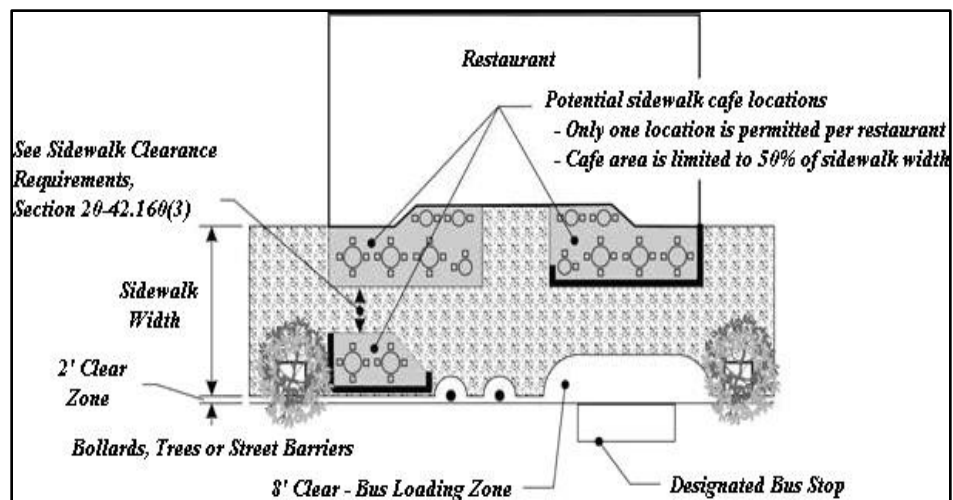 Restaurant
Potential sidewalk cafe locations
- Only one location is permitted per restaurant
- Cafe area is limited to 50% of sidewalk width
See Sidewalk Clearance
Requirements,
Section 20-42.160(3)
Sidewalk
Width
2' Clear
Zone
Bollards, Trees or Street Barriers
8' Clear - Bus Loading Zone
Designated Bus Stop